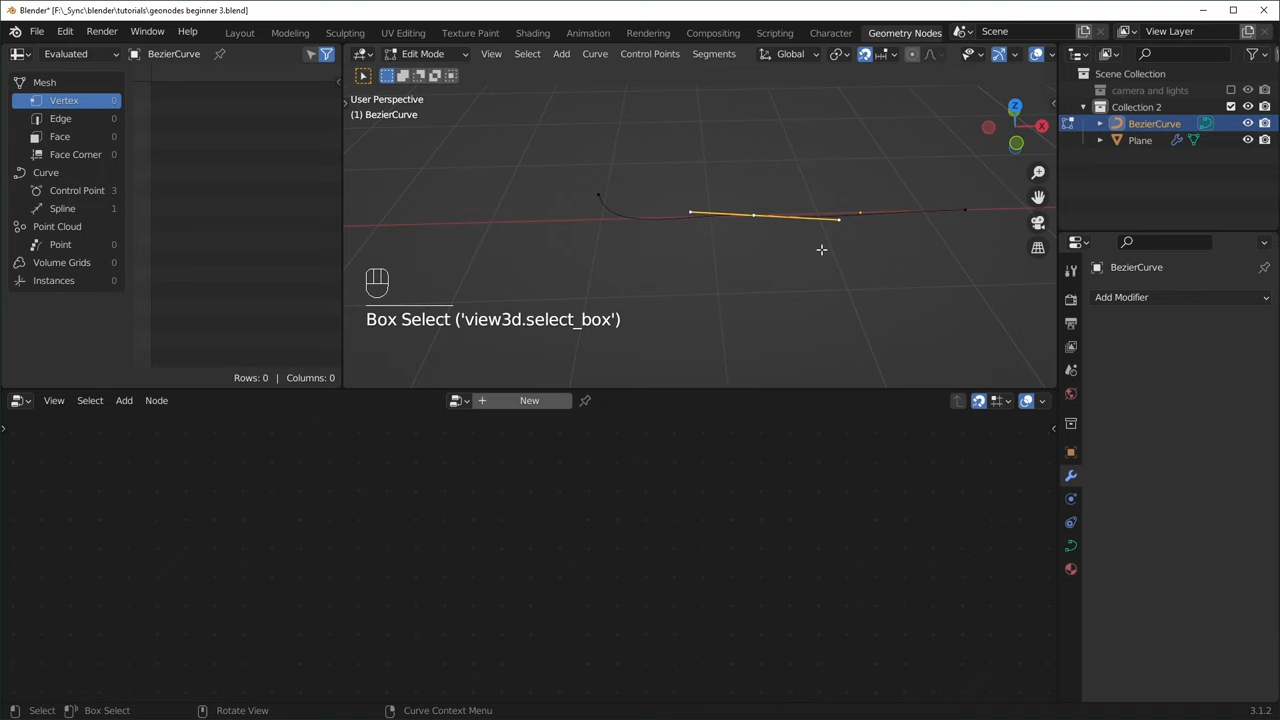 Blender* [F:\_Sync\blender\tutorials\geonodes beginner 3.blend]
File Edit Render Window Help Layout Modeling Sculpting UV Editing Texture Paint Shading Animation Rendering Compositing Scripting Character Geometry Nodes Scene View Layer
Evaluated BezierCurve
Edit Mode View Select Add Curve Control Points Segments Global
Mesh
Vertex 0
Edge 0
Face 0
Face Corner 0
Curve
Control Point 3
Spline 1
Point Cloud
Point 0
Volume Grids 0
Instances 0
Rows: 0 | Columns: 0
User Perspective
(1) BezierCurve
Z
X
Box Select ('view3d.select_box')
Scene Collection
camera and lights
Collection 2
BezierCurve
Plane
BezierCurve
Add Modifier
View Select Add Node New
Select Box Select Rotate View Curve Context Menu 3.1.2